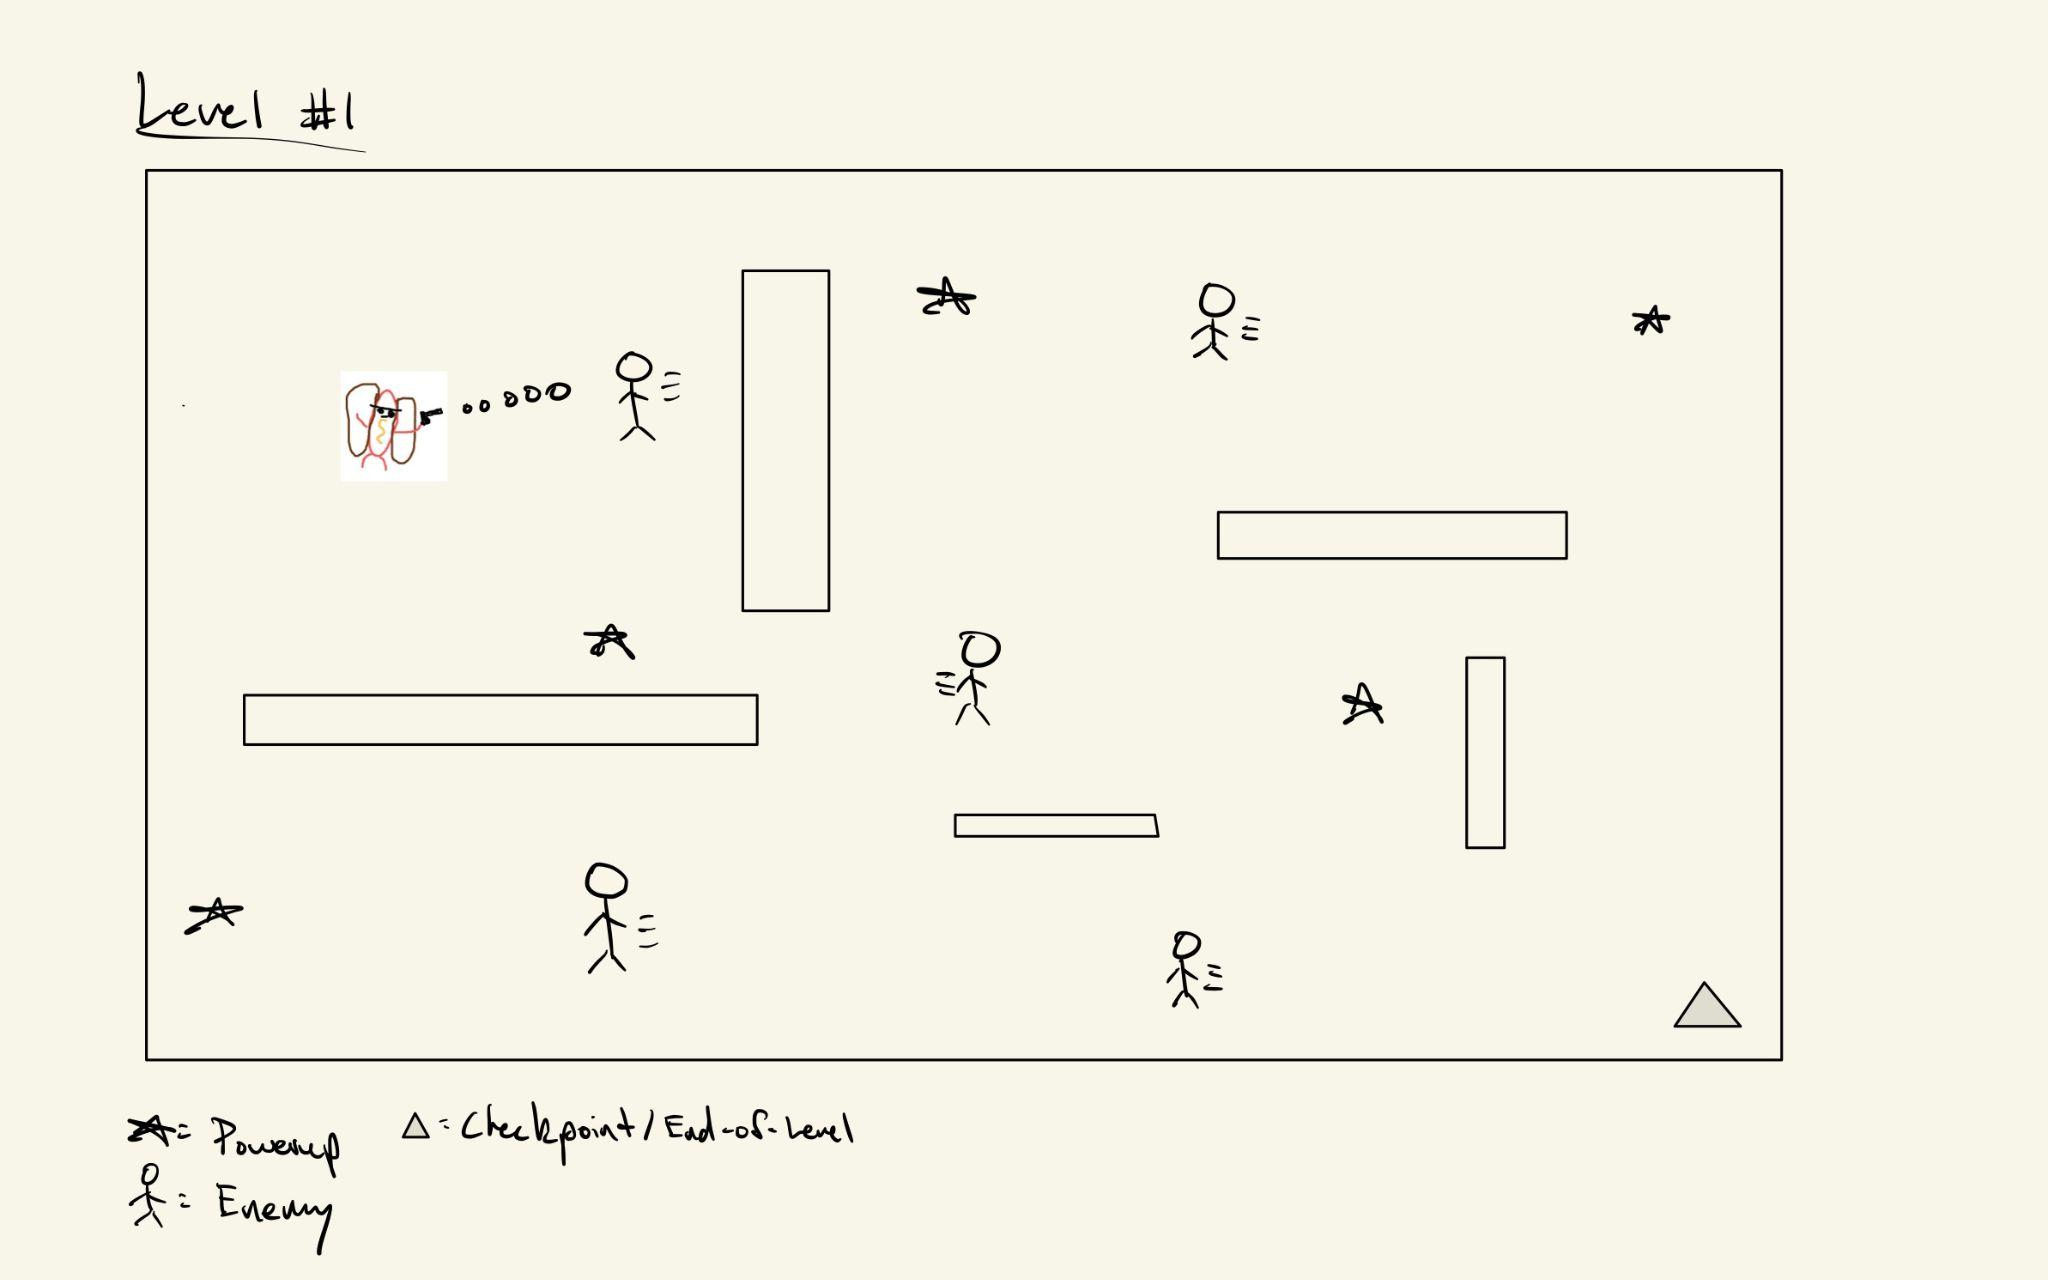 Level #1
= Powerup
= Checkpoint/End-of-Level
= Enemy